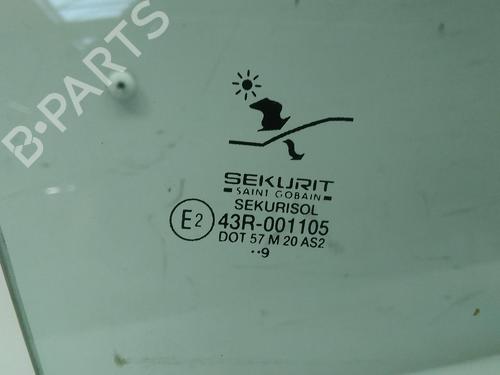 B-PARTS
SEKURIT
SAINT GOBAIN
SEKURISOL
E2 43R-001105
DOT 57 M 20 AS2
··9